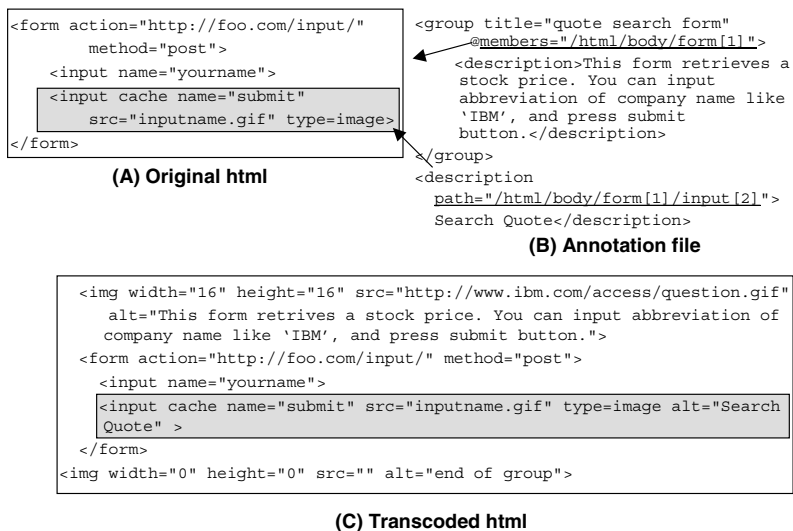 <form action="http://foo.com/input/"
method="post">
<input name="yourname">
<input cache name="submit"
src="inputname.gif" type=image>
</form>
(A) Original html
<group title="quote search form"
@members="/html/body/form[1]">
<description>This form retrieves a
stock price. You can input
abbreviation of company name like
‘IBM’, and press submit
button.</description>
</group>
<description
path="/html/body/form[1]/input[2]">
Search Quote</description>
(B) Annotation file
<img width="16" height="16" src="http://www.ibm.com/access/question.gif"
alt="This form retrives a stock price. You can input abbreviation of
company name like ‘IBM’, and press submit button.">
<form action="http://foo.com/input/" method="post">
<input name="yourname">
<input cache name="submit" src="inputname.gif" type=image alt="Search
Quote" >
</form>
<img width="0" height="0" src="" alt="end of group">
(C) Transcoded html